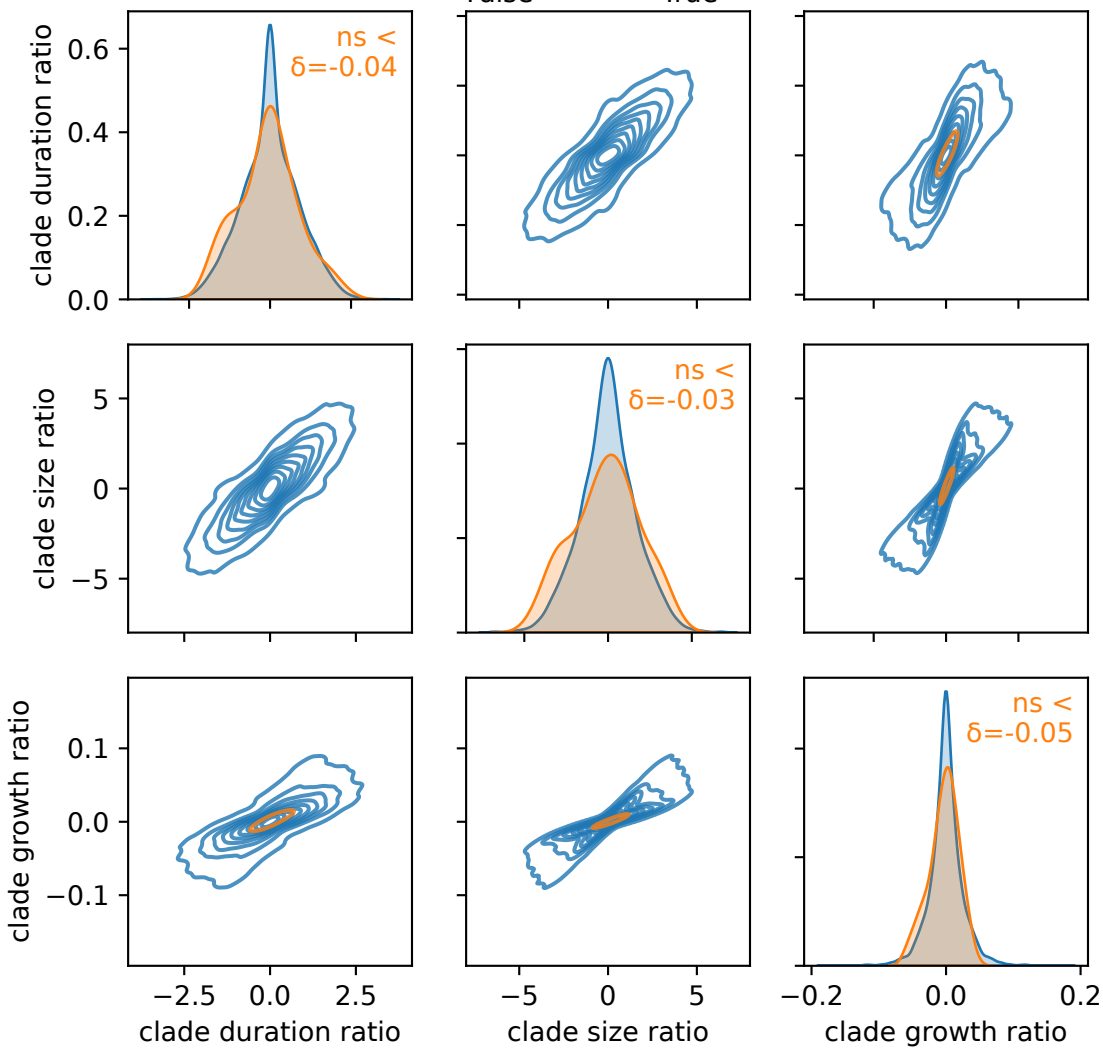 clade duration ratio
0.6
0.4
0.2
0.0
ns <
δ=-0.04
clade size ratio
5
0
−5
ns <
δ=-0.03
clade growth ratio
0.1
0.0
−0.1
ns <
δ=-0.05
−2.5 0.0 2.5
clade duration ratio
−5 0 5
clade size ratio
−0.2 0.0 0.2
clade growth ratio